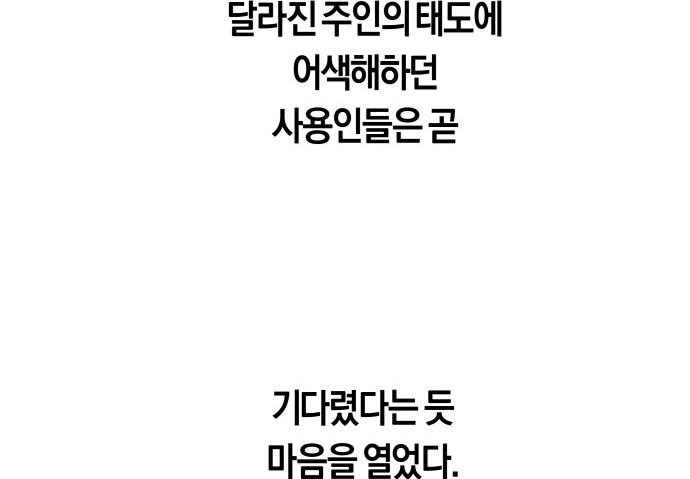 달라진 주인의 태도에
어색해하던
사용인들은 곧
기다렸다는 듯
마음을 열었다.